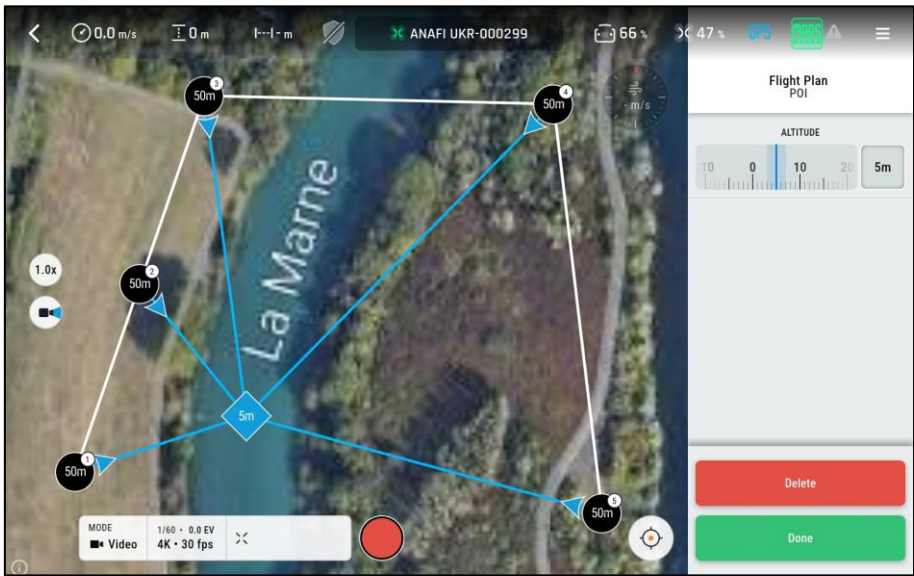 0.0 m/s
0 m
- m
ANAFI UKR-000299
66 %
47 %
GPS
Flight Plan
POI
ALTITUDE
10 0 10 20
5m
3
50m
4
50m
- m/s
La Marne
1.0x
2
50m
5m
1
50m
5
50m
MODE
Video
1/60 • 0.0 EV
4K • 30 fps
Delete
Done